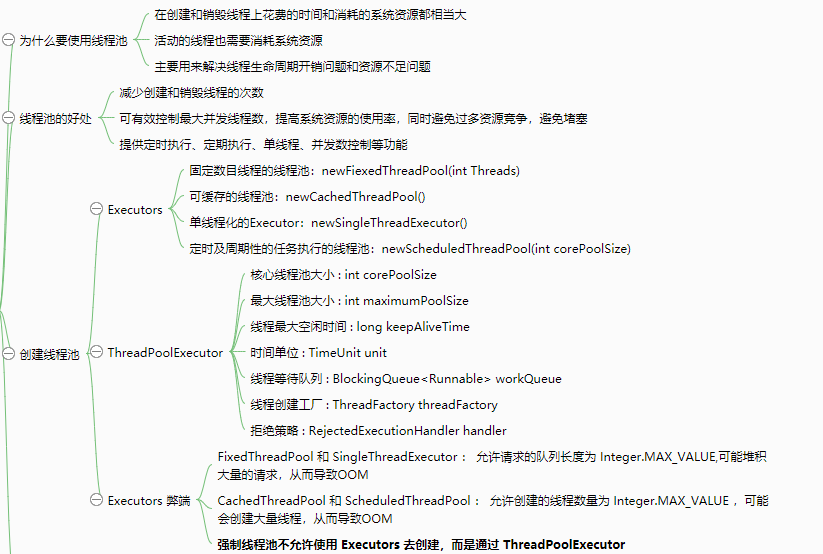 为什么要使用线程池
在创建和销毁线程上花费的时间和消耗的系统资源都相当大
活动的线程也需要消耗系统资源
主要用来解决线程生命周期开销问题和资源不足问题
线程池的好处
减少创建和销毁线程的次数
可有效控制最大并发线程数，提高系统资源的使用率，同时避免过多资源竞争，避免堵塞
提供定时执行、定期执行、单线程、并发数控制等功能
创建线程池
Executors
固定数目线程的线程池：newFiexedThreadPool(int Threads)
可缓存的线程池：newCachedThreadPool()
单线程化的Executor：newSingleThreadExecutor()
定时及周期性的任务执行的线程池：newScheduledThreadPool(int corePoolSize)
ThreadPoolExecutor
核心线程池大小 : int corePoolSize
最大线程池大小 : int maximumPoolSize
线程最大空闲时间 : long keepAliveTime
时间单位 : TimeUnit unit
线程等待队列 : BlockingQueue<Runnable> workQueue
线程创建工厂 : ThreadFactory threadFactory
拒绝策略 : RejectedExecutionHandler handler
Executors 弊端
FixedThreadPool 和 SingleThreadExecutor ： 允许请求的队列长度为 Integer.MAX_VALUE,可能堆积
大量的请求，从而导致OOM
CachedThreadPool 和 ScheduledThreadPool ： 允许创建的线程数量为 Integer.MAX_VALUE ，可能
会创建大量线程，从而导致OOM
强制线程池不允许使用 Executors 去创建，而是通过 ThreadPoolExecutor